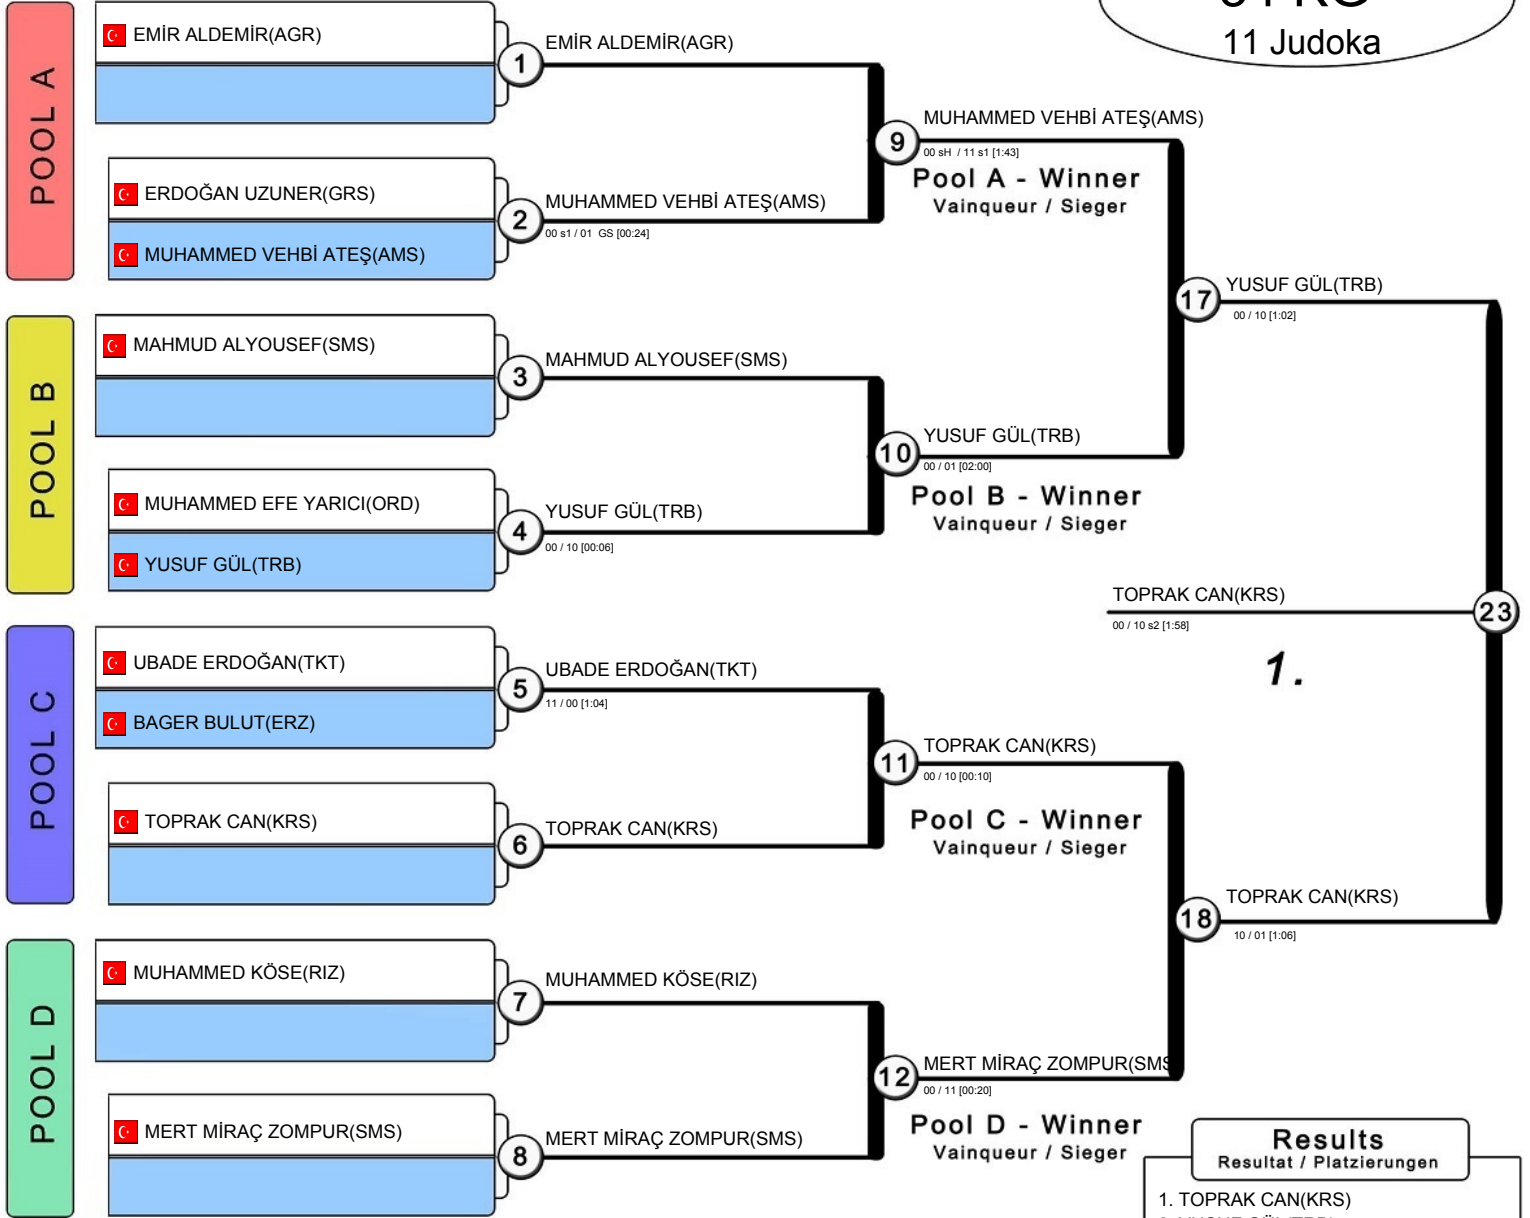 11 Judoka
POOL A
EMİR ALDEMİR(AGR)
1
EMİR ALDEMİR(AGR)
ERDOĞAN UZUNER(GRS)
MUHAMMED VEHBİ ATEŞ(AMS)
2
MUHAMMED VEHBİ ATEŞ(AMS)
00 s1 / 01 GS [00:24]
9
MUHAMMED VEHBİ ATEŞ(AMS)
00 sH / 11 s1 [1:43]
Pool A - Winner
Vainqueur / Sieger
POOL B
MAHMUD ALYOUSEF(SMS)
3
MAHMUD ALYOUSEF(SMS)
MUHAMMED EFE YARICI(ORD)
YUSUF GÜL(TRB)
4
YUSUF GÜL(TRB)
00 / 10 [00:06]
10
YUSUF GÜL(TRB)
00 / 01 [02:00]
Pool B - Winner
Vainqueur / Sieger
17
YUSUF GÜL(TRB)
00 / 10 [1:02]
POOL C
UBADE ERDOĞAN(TKT)
BAGER BULUT(ERZ)
5
UBADE ERDOĞAN(TKT)
11 / 00 [1:04]
TOPRAK CAN(KRS)
6
TOPRAK CAN(KRS)
11
TOPRAK CAN(KRS)
00 / 10 [00:10]
Pool C - Winner
Vainqueur / Sieger
POOL D
MUHAMMED KÖSE(RIZ)
7
MUHAMMED KÖSE(RIZ)
MERT MİRAÇ ZOMPUR(SMS)
8
MERT MİRAÇ ZOMPUR(SMS)
12
MERT MİRAÇ ZOMPUR(SMS
00 / 11 [00:20]
Pool D - Winner
Vainqueur / Sieger
18
TOPRAK CAN(KRS)
10 / 01 [1:06]
TOPRAK CAN(KRS)
23
00 / 10 s2 [1:58]
1.
Results
Resultat / Platzierungen
1. TOPRAK CAN(KRS)